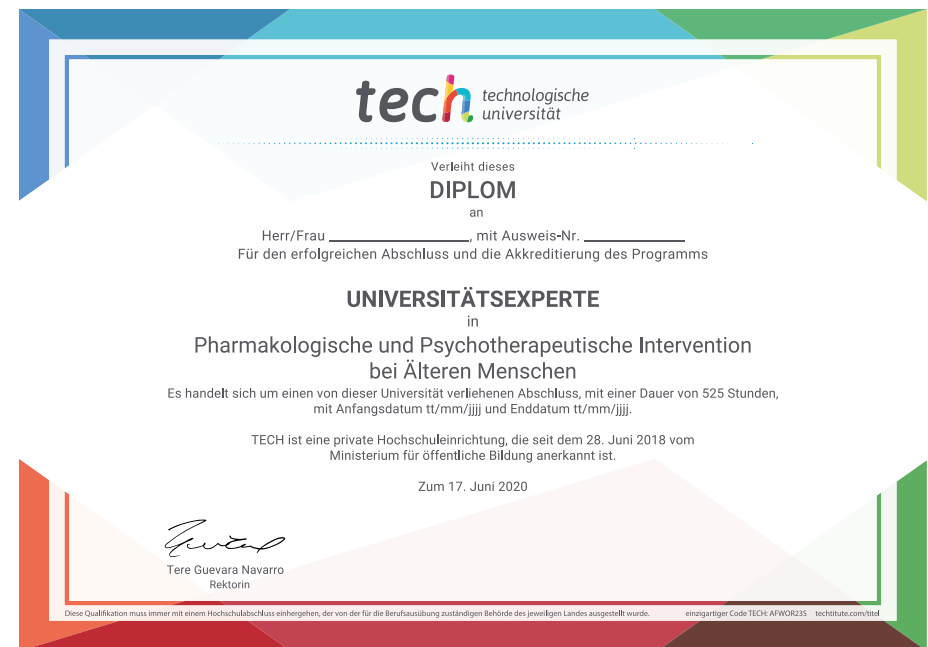 tech technologische
universität
Verleiht dieses
DIPLOM
an
Herr/Frau ____________________, mit Ausweis-Nr. ______________
Für den erfolgreichen Abschluss und die Akkreditierung des Programms
UNIVERSITÄTSEXPERTE
in
Pharmakologische und Psychotherapeutische Intervention
bei Älteren Menschen
Es handelt sich um einen von dieser Universität verliehenen Abschluss, mit einer Dauer von 525 Stunden,
mit Anfangsdatum tt/mm/jjjj und Enddatum tt/mm/jjjj.
TECH ist eine private Hochschuleinrichtung, die seit dem 28. Juni 2018 vom
Ministerium für öffentliche Bildung anerkannt ist.
Zum 17. Juni 2020
Tere Guevara Navarro
Rektorin
Diese Qualifikation muss immer mit einem Hochschulabschluss einhergehen, der von der für die Berufsausübung zuständigen Behörde des jeweiligen Landes ausgestellt wurde. einzigartiger Code TECH: AFWOR23S techtitute.com/titel